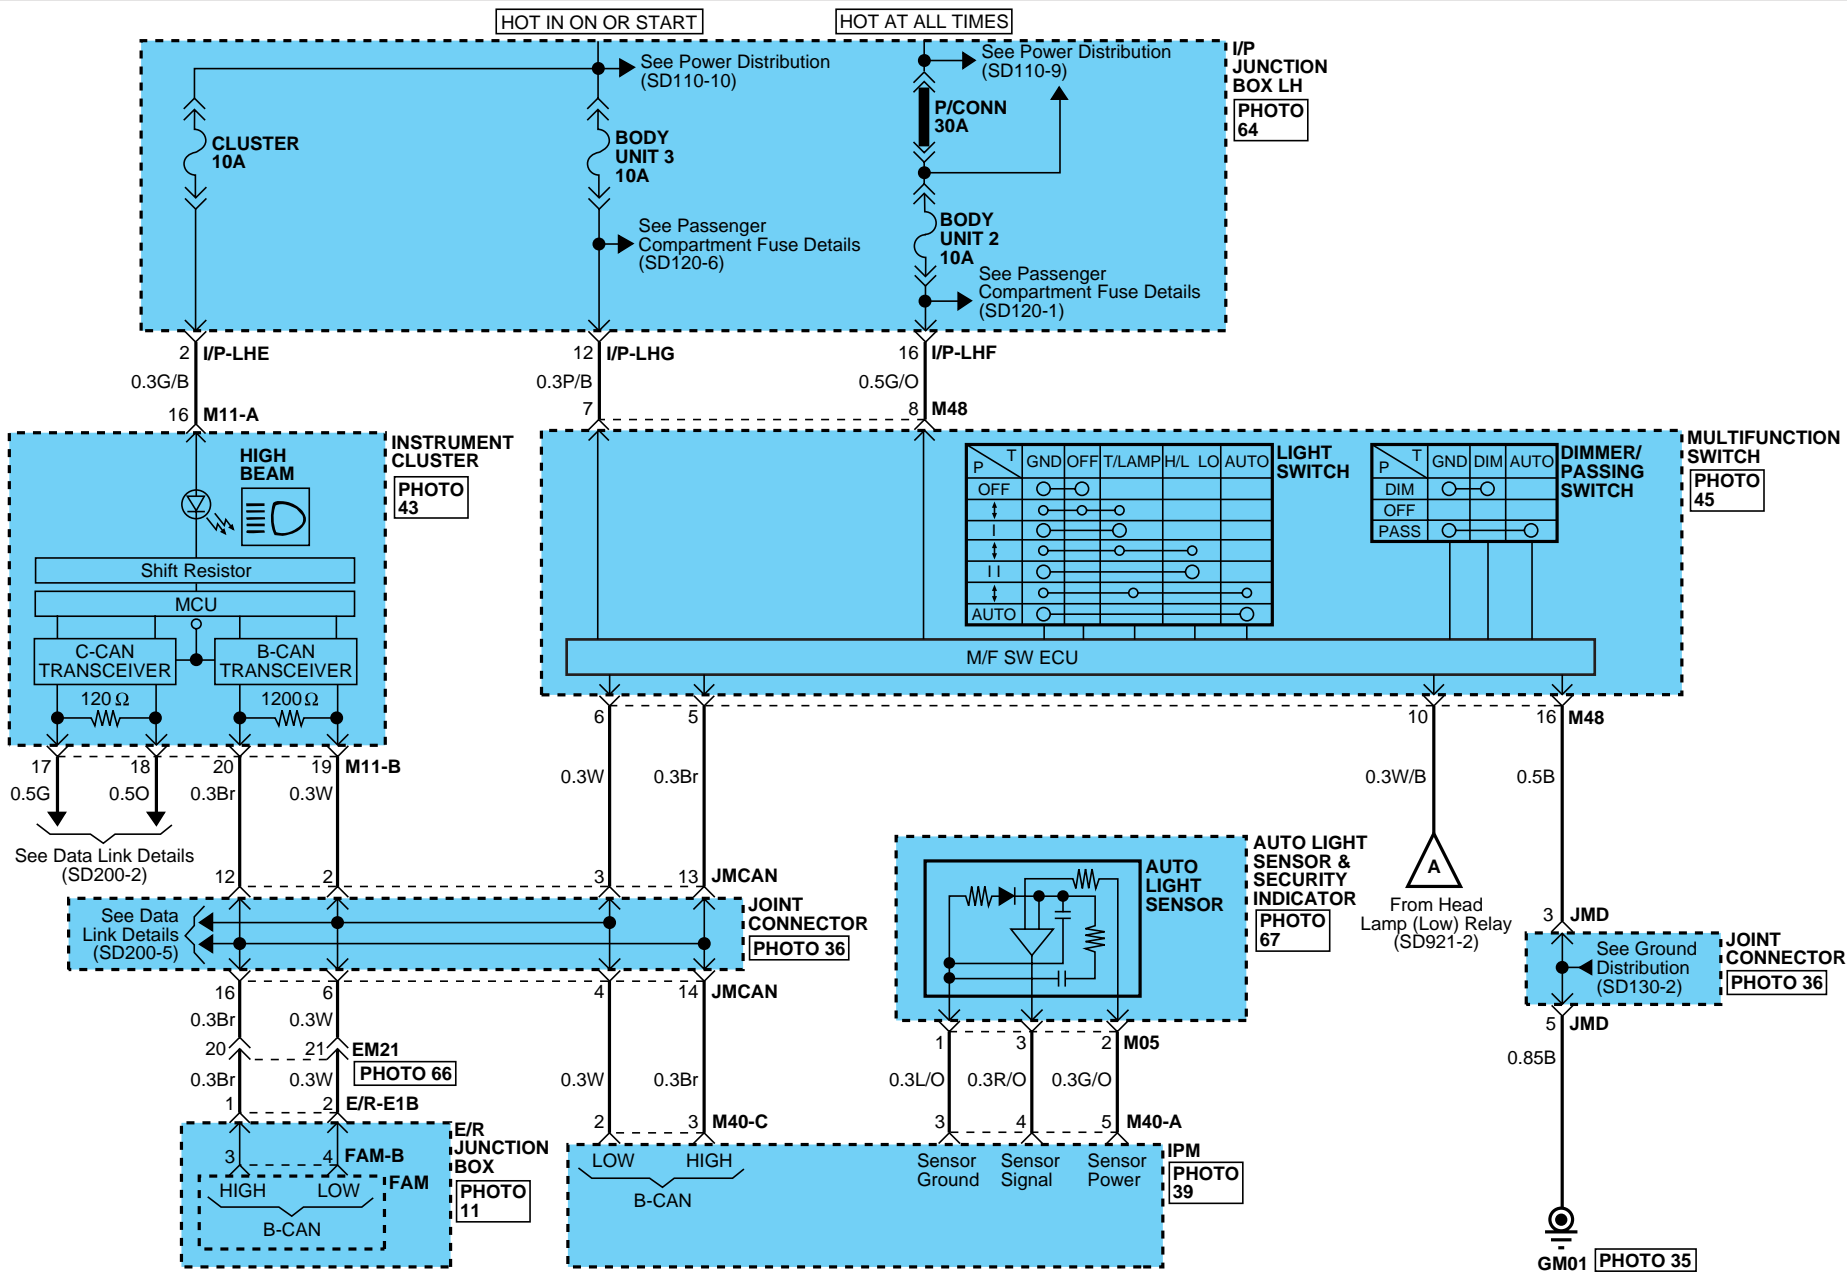 HOT IN ON OR START
HOT AT ALL TIMES
See Power Distribution
(SD110-10)
See Power Distribution
(SD110-9)
I/P
JUNCTION
BOX LH
PHOTO
64
CLUSTER
10A
BODY
UNIT 3
10A
P/CONN
30A
See Passenger
Compartment Fuse Details
(SD120-6)
BODY
UNIT 2
10A
See Passenger
Compartment Fuse Details
(SD120-1)
2 I/P-LHE
12 I/P-LHG
16 I/P-LHF
0.3G/B
0.3P/B
0.5G/O
16 M11-A
7
8 M48
INSTRUMENT
CLUSTER
PHOTO
43
HIGH
BEAM
Shift Resistor
MCU
C-CAN
TRANSCEIVER
B-CAN
TRANSCEIVER
120 Ω
1200 Ω
T
P
GND OFF T/LAMP H/L LO AUTO
OFF
I
I I
AUTO
LIGHT
SWITCH
T
P
GND DIM AUTO
DIM
OFF
PASS
DIMMER/
PASSING
SWITCH
MULTIFUNCTION
SWITCH
PHOTO
45
M/F SW ECU
17 18 20 19 M11-B
6 5 10 16 M48
0.5G 0.5O 0.3Br 0.3W
0.3W 0.3Br 0.3W/B 0.5B
See Data Link Details
(SD200-2)
12 2 3 13 JMCAN
See Data
Link Details
(SD200-5)
JOINT
CONNECTOR
PHOTO 36
16 6 4 14 JMCAN
AUTO
LIGHT
SENSOR
AUTO LIGHT
SENSOR &
SECURITY
INDICATOR
PHOTO
67
A
From Head
Lamp (Low) Relay
(SD921-2)
3 JMD
See Ground
Distribution
(SD130-2)
JOINT
CONNECTOR
PHOTO 36
5 JMD
0.3Br 0.3W
20 21 EM21
PHOTO 66
0.3Br 0.3W
0.3W 0.3Br
1 3 2 M05
0.3L/O 0.3R/O 0.3G/O
0.85B
1 2 E/R-E1B
2 3 M40-C
3 4 5 M40-A
E/R
JUNCTION
BOX
PHOTO
11
3 4 FAM-B
FAM
HIGH LOW
B-CAN
LOW HIGH
B-CAN
Sensor
Ground
Sensor
Signal
Sensor
Power
IPM
PHOTO
39
GM01 PHOTO 35